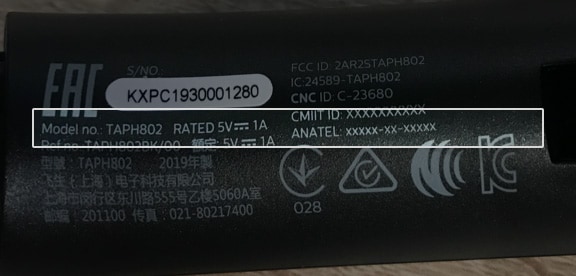 EAC
S/NO.
KXPC1930001280
FCC ID: 2AR2STAPH802
IC:24589-TAPH802
CNC ID: C-23680
CMIIT ID: XXXXXXXXXX
ANATEL: xxxxx-xx-xxxxx
Model no.: TAPH802 RATED 5V 1A
Ref no.: TAPH802BK/00 额定: 5V 1A
型號: TAPH802 2019年製
飞生（上海）电子科技有限公司
上海市闵行区东川路555号乙楼5060A室
邮编: 201100 传真: 021-80217400
028